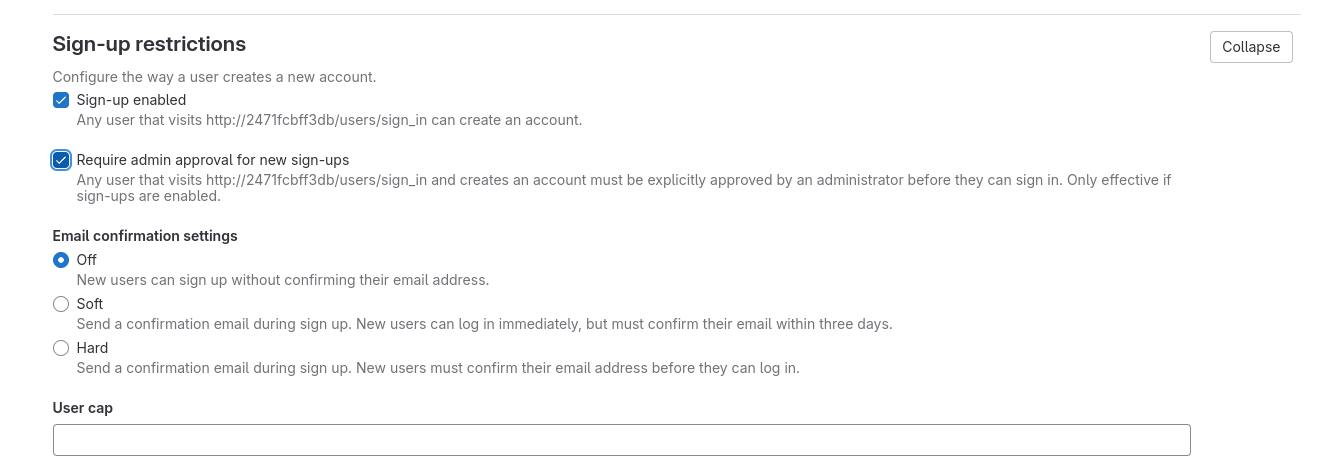 Sign-up restrictions
Collapse
Configure the way a user creates a new account.
Sign-up enabled
Any user that visits http://2471fcbff3db/users/sign_in can create an account.
Require admin approval for new sign-ups
Any user that visits http://2471fcbff3db/users/sign_in and creates an account must be explicitly approved by an administrator before they can sign in. Only effective if
sign-ups are enabled.
Email confirmation settings
Off
New users can sign up without confirming their email address.
Soft
Send a confirmation email during sign up. New users can log in immediately, but must confirm their email within three days.
Hard
Send a confirmation email during sign up. New users must confirm their email address before they can log in.
User cap